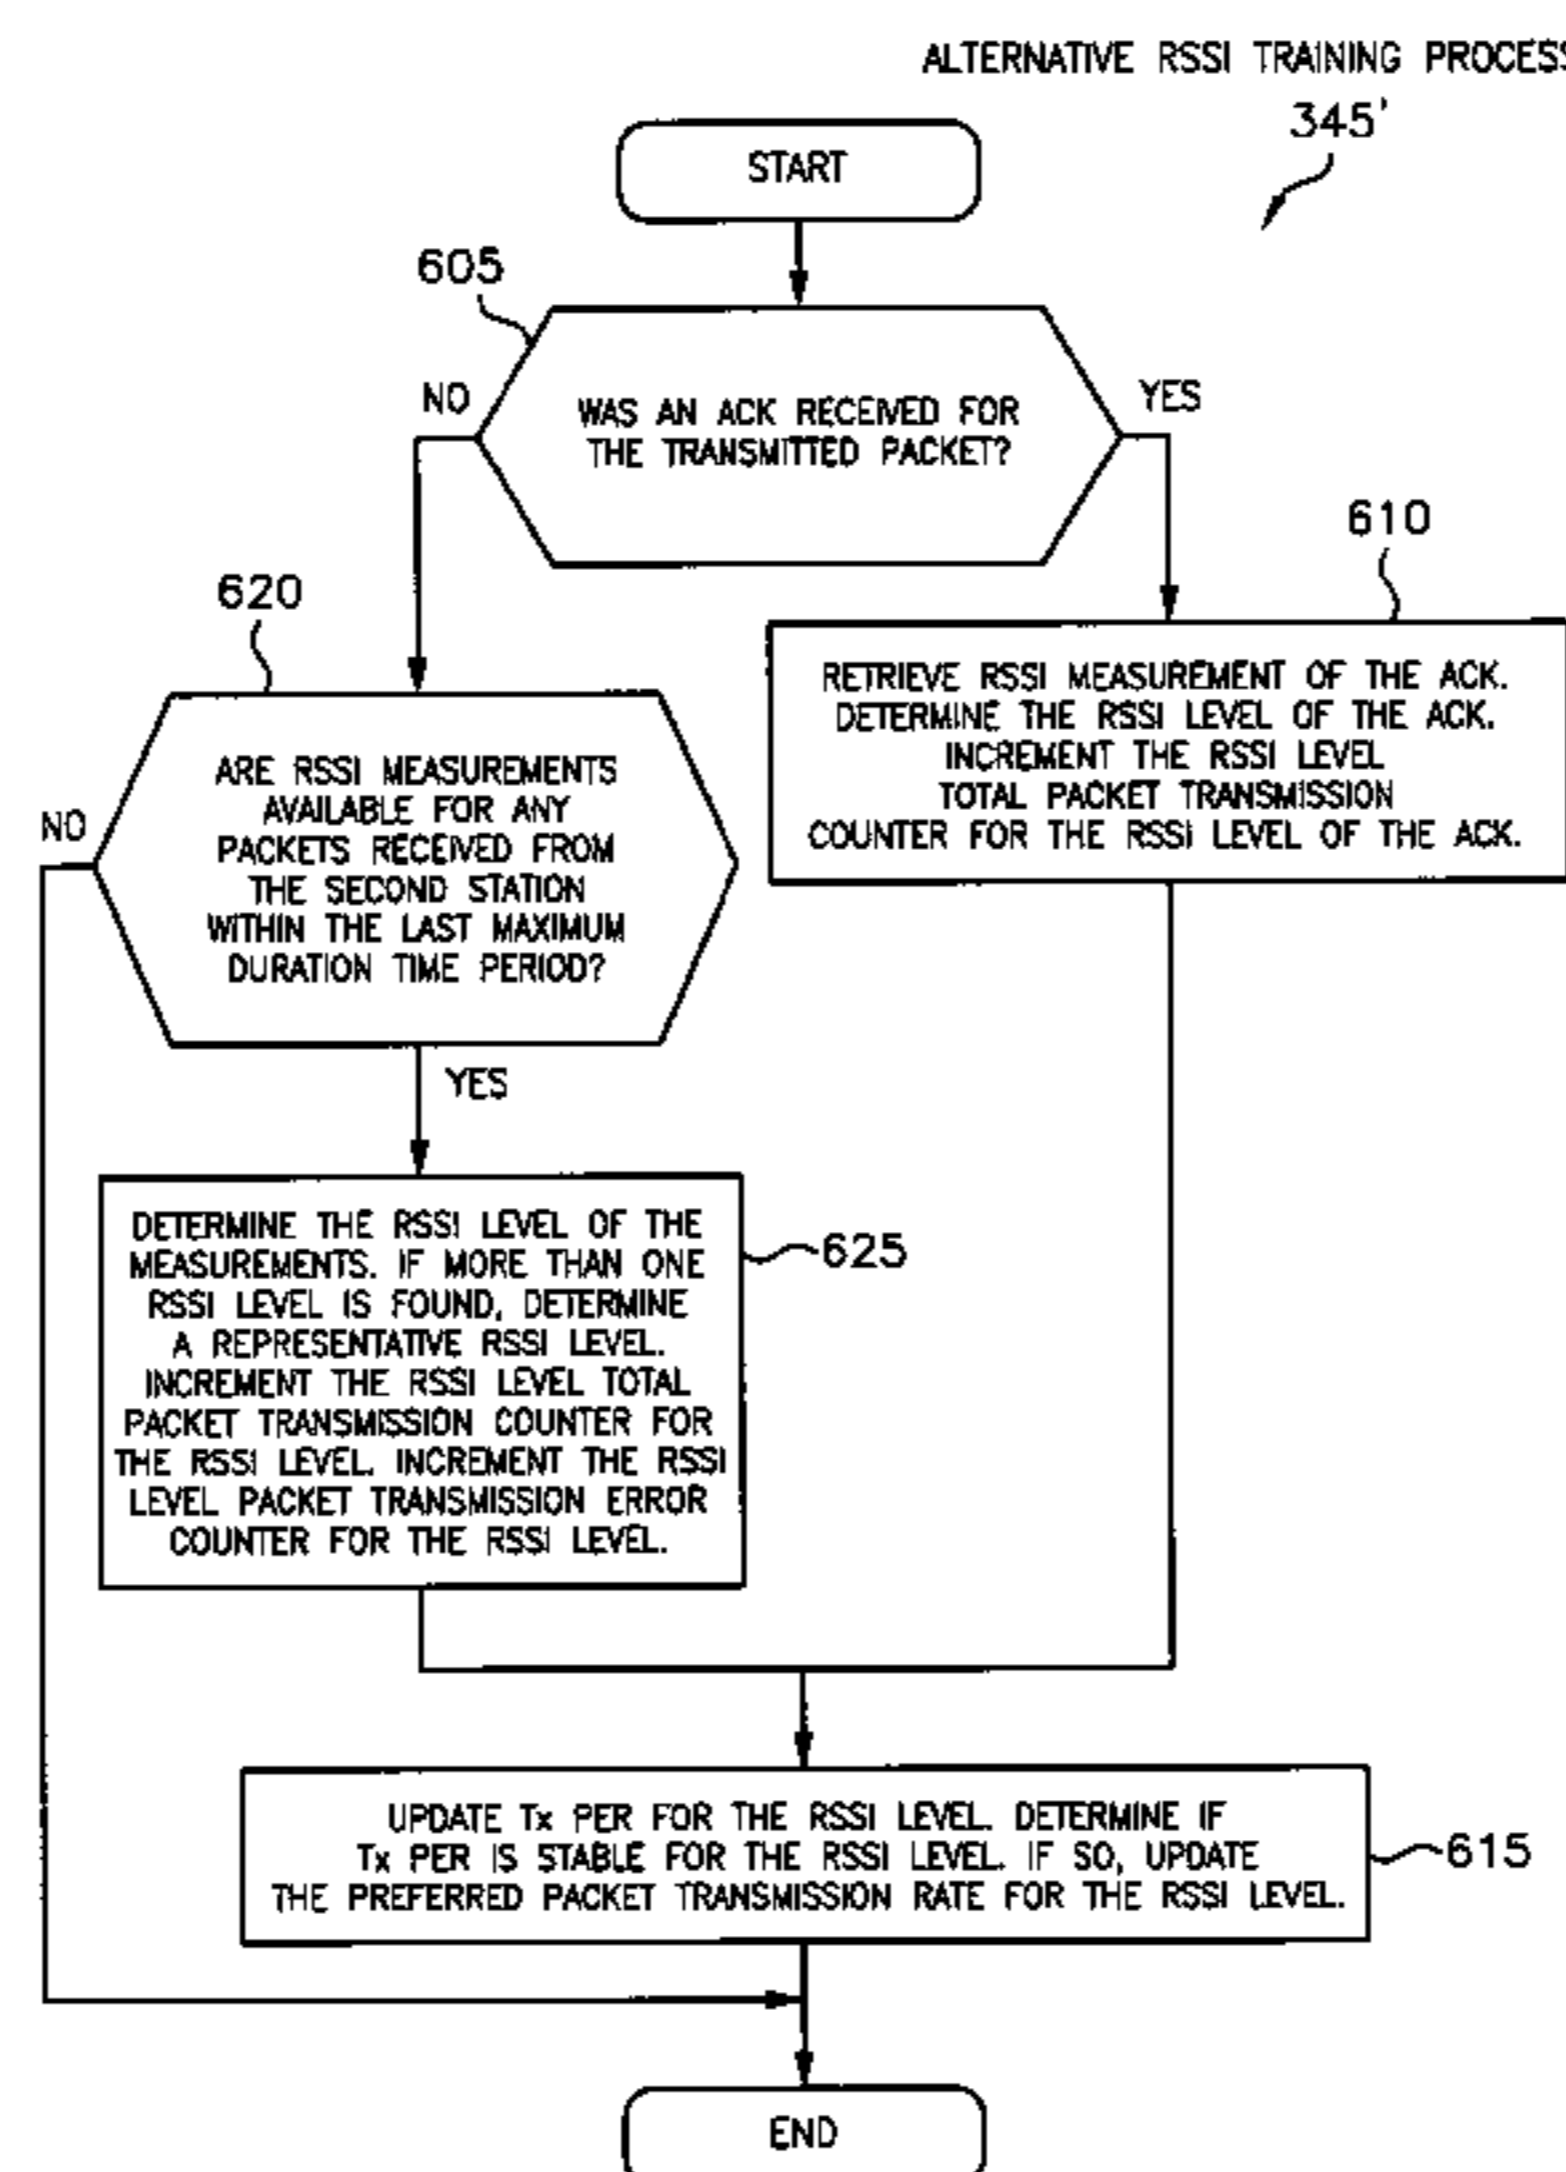 ALTERNATIVE RSSI TRAINING PROCESS
345'
START
605
NO
YES
WAS AN ACK RECEIVED FOR
THE TRANSMITTED PACKET?
610
RETRIEVE RSSI MEASUREMENT OF THE ACK.
DETERMINE THE RSSI LEVEL OF THE ACK.
INCREMENT THE RSSI LEVEL
TOTAL PACKET TRANSMISSION
COUNTER FOR THE RSSI LEVEL OF THE ACK.
620
NO
ARE RSSI MEASUREMENTS
AVAILABLE FOR ANY
PACKETS RECEIVED FROM
THE SECOND STATION
WITHIN THE LAST MAXIMUM
DURATION TIME PERIOD?
YES
DETERMINE THE RSSI LEVEL OF THE
MEASUREMENTS. IF MORE THAN ONE
RSSI LEVEL IS FOUND, DETERMINE
A REPRESENTATIVE RSSI LEVEL.
INCREMENT THE RSSI LEVEL TOTAL
PACKET TRANSMISSION COUNTER FOR
THE RSSI LEVEL. INCREMENT THE RSSI
LEVEL PACKET TRANSMISSION ERROR
COUNTER FOR THE RSSI LEVEL.
625
UPDATE Tx PER FOR THE RSSI LEVEL. DETERMINE IF
Tx PER IS STABLE FOR THE RSSI LEVEL. IF SO, UPDATE
THE PREFERRED PACKET TRANSMISSION RATE FOR THE RSSI LEVEL.
615
END